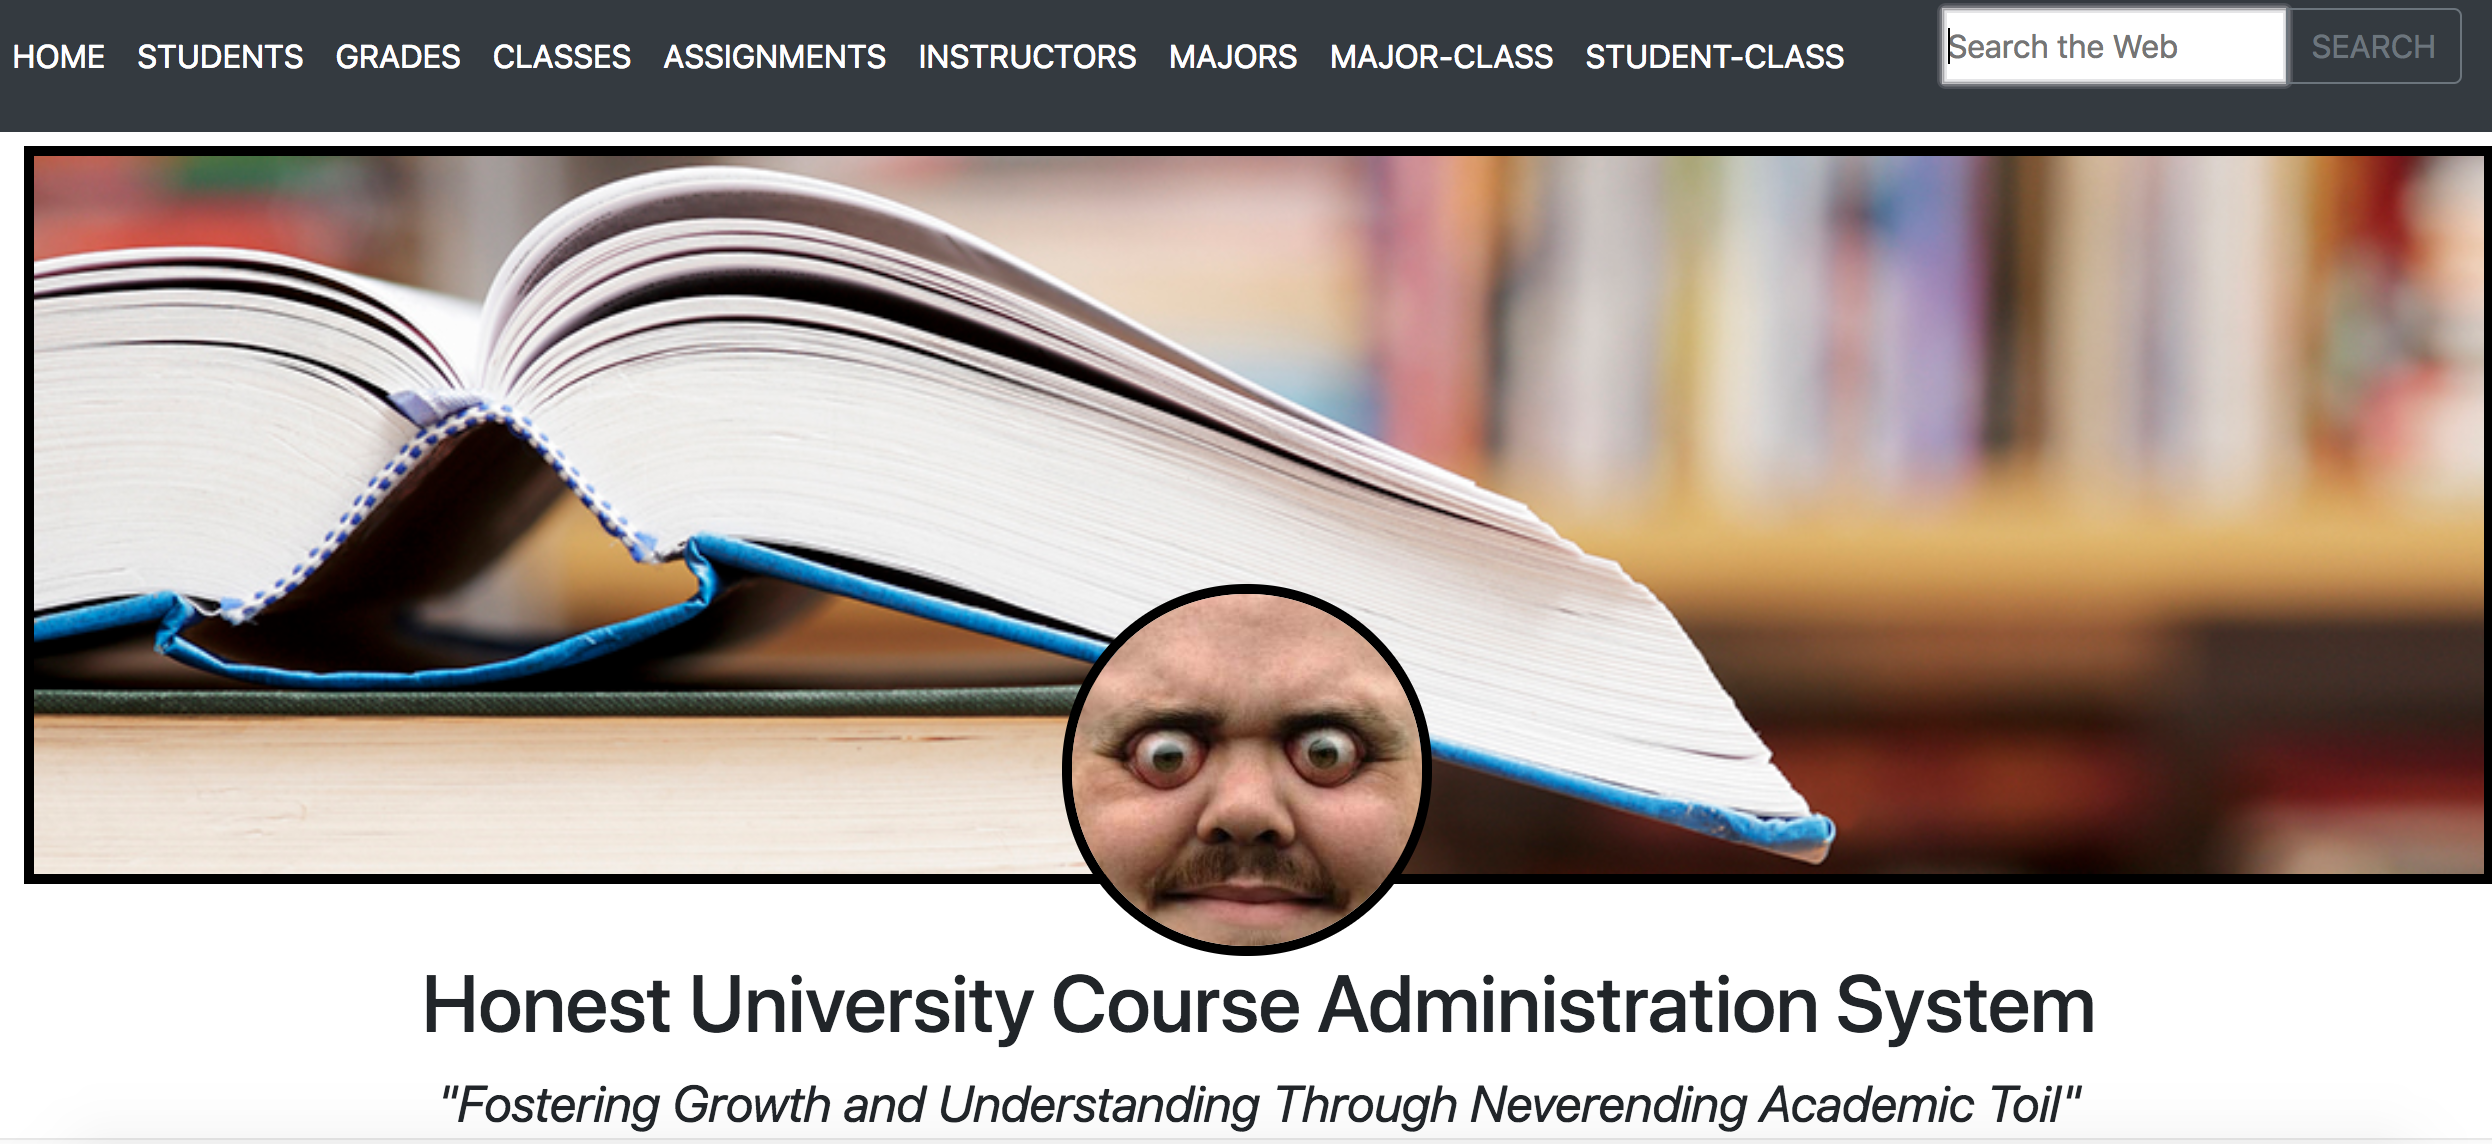 HOME STUDENTS GRADES CLASSES ASSIGNMENTS INSTRUCTORS MAJORS MAJOR-CLASS STUDENT-CLASS Search the Web SEARCH
Honest University Course Administration System
"Fostering Growth and Understanding Through Neverending Academic Toil"